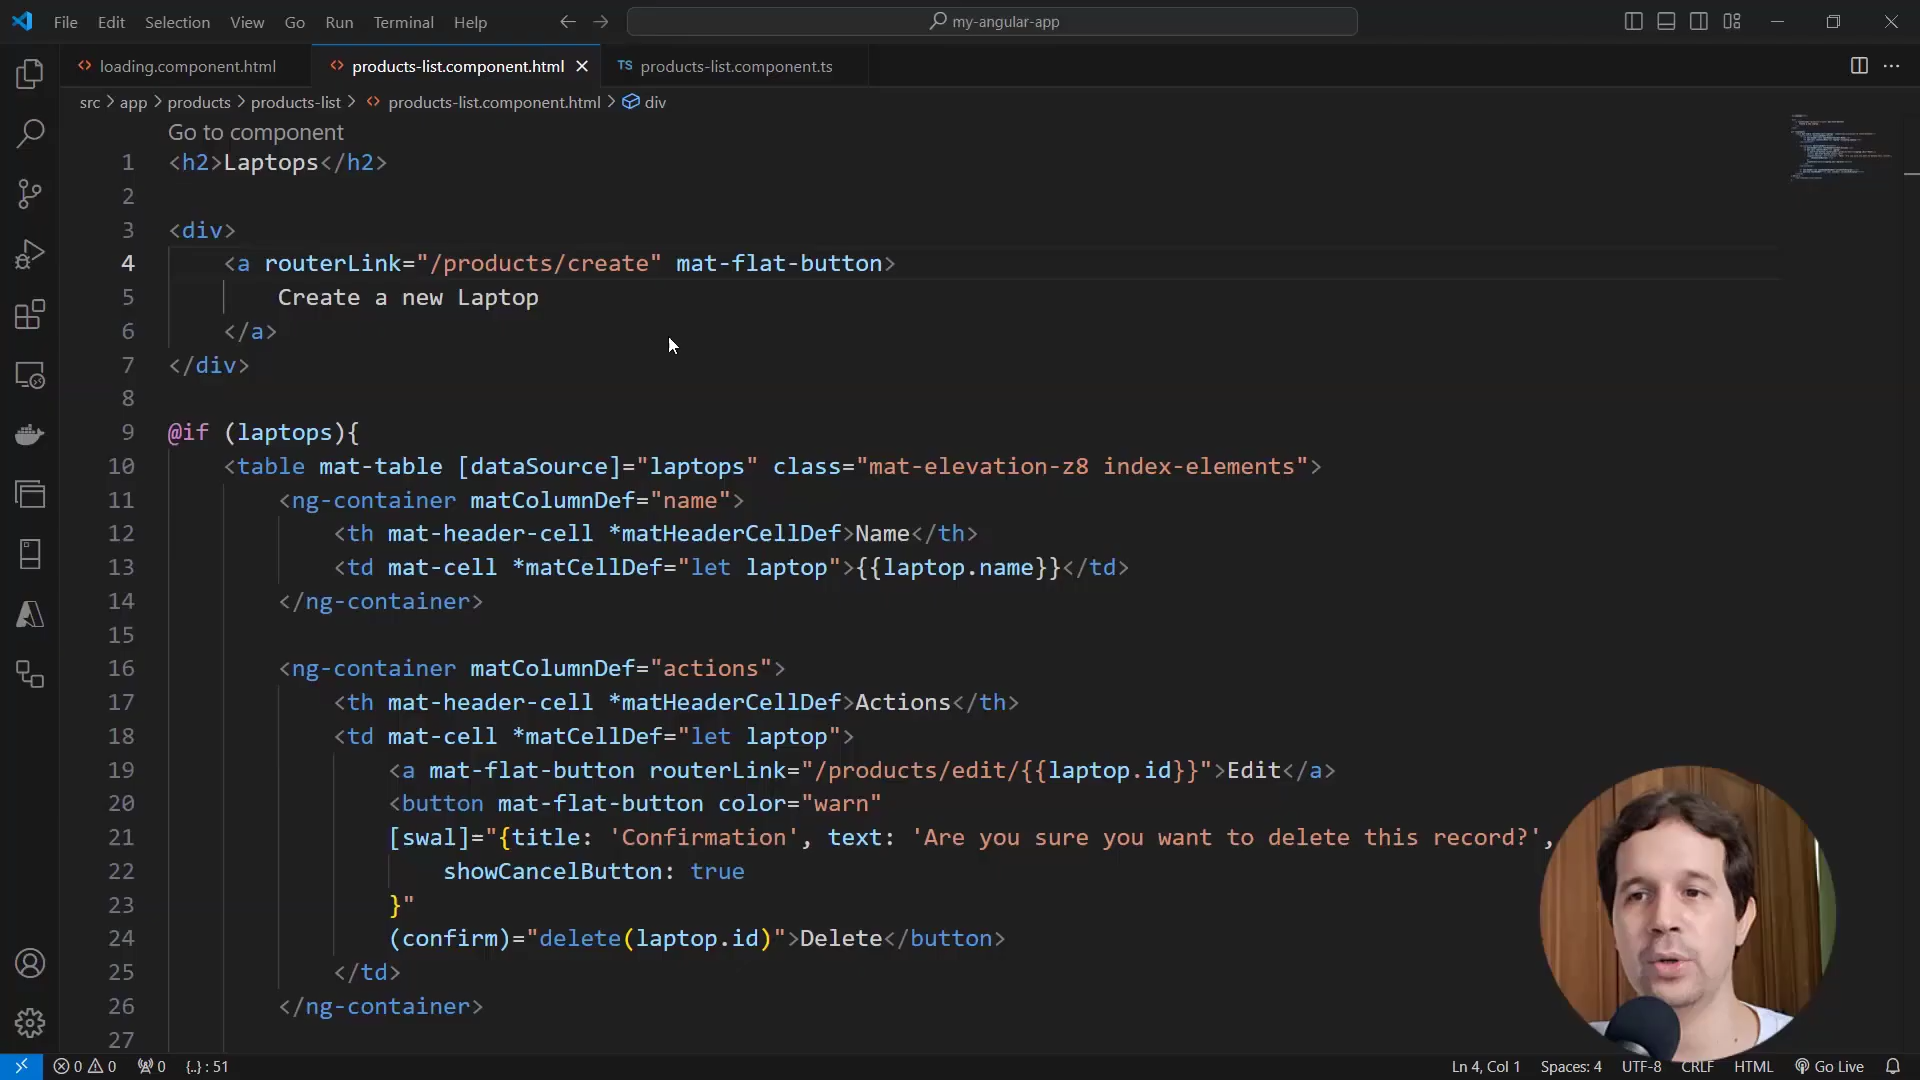 File Edit Selection View Go Run Terminal Help
my-angular-app
loading.component.html
products-list.component.html
TS products-list.component.ts
src > app > products > products-list > products-list.component.html > div
Go to component
1 <h2>Laptops</h2>
2
3 <div>
4 <a routerLink="/products/create" mat-flat-button>
5 Create a new Laptop
6 </a>
7 </div>
8
9 @if (laptops){
10 <table mat-table [dataSource]="laptops" class="mat-elevation-z8 index-elements">
11 <ng-container matColumnDef="name">
12 <th mat-header-cell *matHeaderCellDef>Name</th>
13 <td mat-cell *matCellDef="let laptop">{{laptop.name}}</td>
14 </ng-container>
15
16 <ng-container matColumnDef="actions">
17 <th mat-header-cell *matHeaderCellDef>Actions</th>
18 <td mat-cell *matCellDef="let laptop">
19 <a mat-flat-button routerLink="/products/edit/{{laptop.id}}">Edit</a>
20 <button mat-flat-button color="warn"
21 [swal]="{title: 'Confirmation', text: 'Are you sure you want to delete this record?',
22 showCancelButton: true
23 }"
24 (confirm)="delete(laptop.id)">Delete</button>
25 </td>
26 </ng-container>
27
0 0 0 {..} : 51
Ln 4, Col 1 Spaces: 4 UTF-8 CRLF HTML Go Live